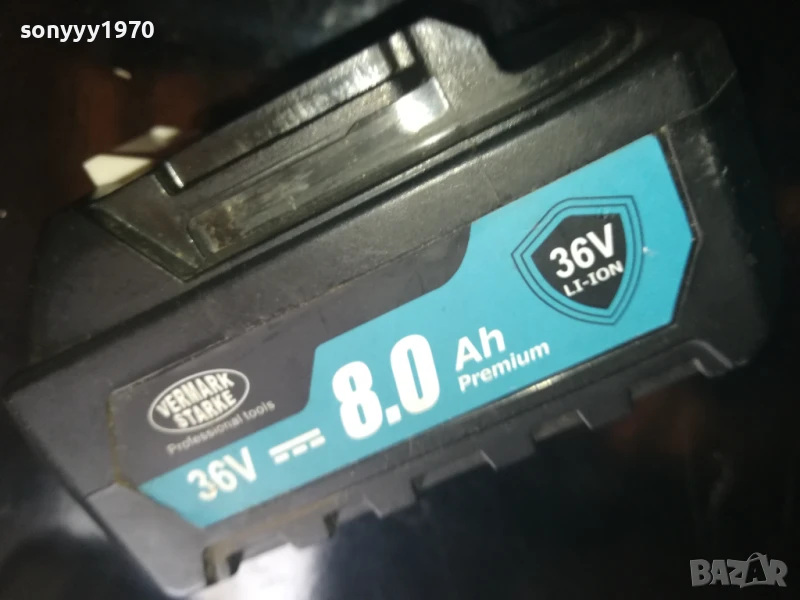 sonyyy1970
36V
LI-ION
VERMARK
STARKE
Professional tools
8.0 Ah
Premium
36V
BAZAR